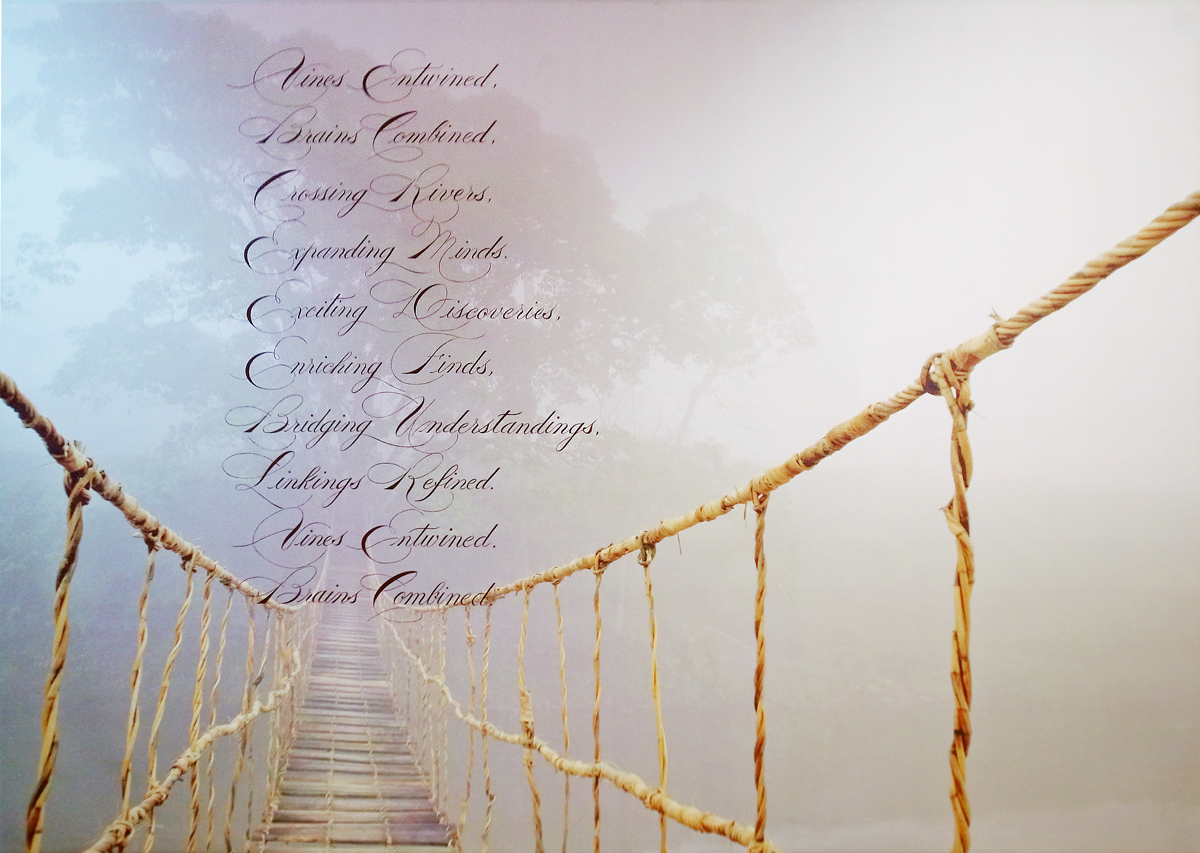 Vines Entwined,
Brains Combined,
Crossing Rivers,
Expanding Minds.
Exciting Discoveries,
Enriching Finds,
Bridging Understandings,
Linkings Refined.
Vines Entwined.
Brains Combined.